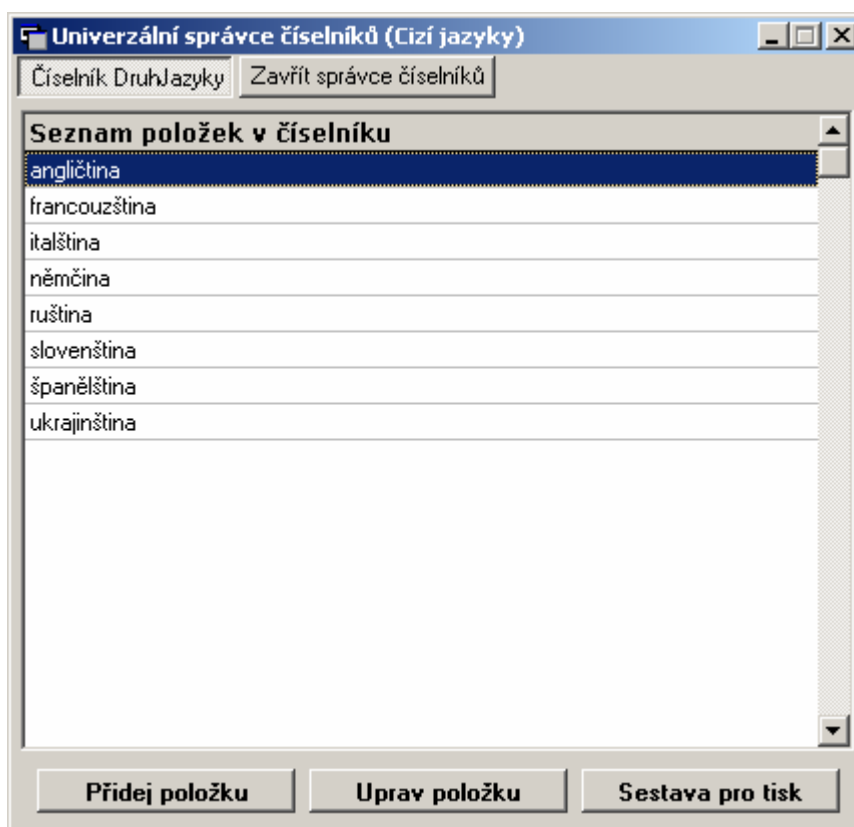 Univerzální správce číselníků (Cizí jazyky)
Číselník DruhJazyky Zavřít správce číselníků
Seznam položek v číselníku
angličtina
francouzština
italština
němčina
ruština
slovenština
španělština
ukrajinština
Přidej položku Uprav položku Sestava pro tisk